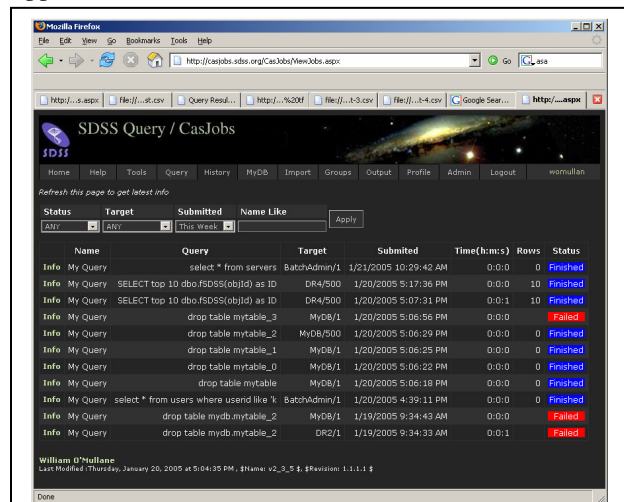 Mozilla Firefox
File Edit View Go Bookmarks Tools Help
http://casjobs.sdss.org/CasJobs/ViewJobs.aspx Go asa
http:/...s.aspx file://...st.csv Query Resul... http:/...%20tf file://...t-3.csv file://...t-4.csv Google Sear... http:/....aspx
SDSS Query / CasJobs
SDSS
Home Help Tools Query History MyDB Import Groups Output Profile Admin Logout womullan
Refresh this page to get latest info
Status Target Submitted Name Like
ANY ANY This Week Apply
Name Query Target Submited Time(h:m:s) Rows Status
Info My Query select * from servers BatchAdmin/1 1/21/2005 10:29:42 AM 0:0:0 0 Finished
Info My Query SELECT top 10 dbo.fSDSS(objId) as ID DR4/500 1/20/2005 5:17:36 PM 0:0:0 10 Finished
Info My Query SELECT top 10 dbo.fSDSS(objId) as ID DR4/500 1/20/2005 5:07:31 PM 0:0:1 10 Finished
Info My Query drop table mytable_3 MyDB/1 1/20/2005 5:06:56 PM 0:0:0 Failed
Info My Query drop table mytable_2 MyDB/500 1/20/2005 5:06:29 PM 0:0:0 0 Finished
Info My Query drop table mytable_1 MyDB/1 1/20/2005 5:06:25 PM 0:0:0 0 Finished
Info My Query drop table mytable_0 MyDB/1 1/20/2005 5:06:22 PM 0:0:0 0 Finished
Info My Query drop table mytable MyDB/1 1/20/2005 5:06:18 PM 0:0:0 0 Finished
Info My Query select * from users where userid like 'k BatchAdmin/1 1/20/2005 4:39:11 PM 0:0:0 0 Finished
Info My Query drop table mydb.mytable_2 MyDB/1 1/19/2005 9:34:43 AM 0:0:0 Failed
Info My Query drop table mydb.mytable_2 DR2/1 1/19/2005 9:34:33 AM 0:0:1 Failed
William O'Mullane
Last Modified :Thursday, January 20, 2005 at 5:04:35 PM , $Name: v2_3_5 $, $Revision: 1.1.1.1 $
Done